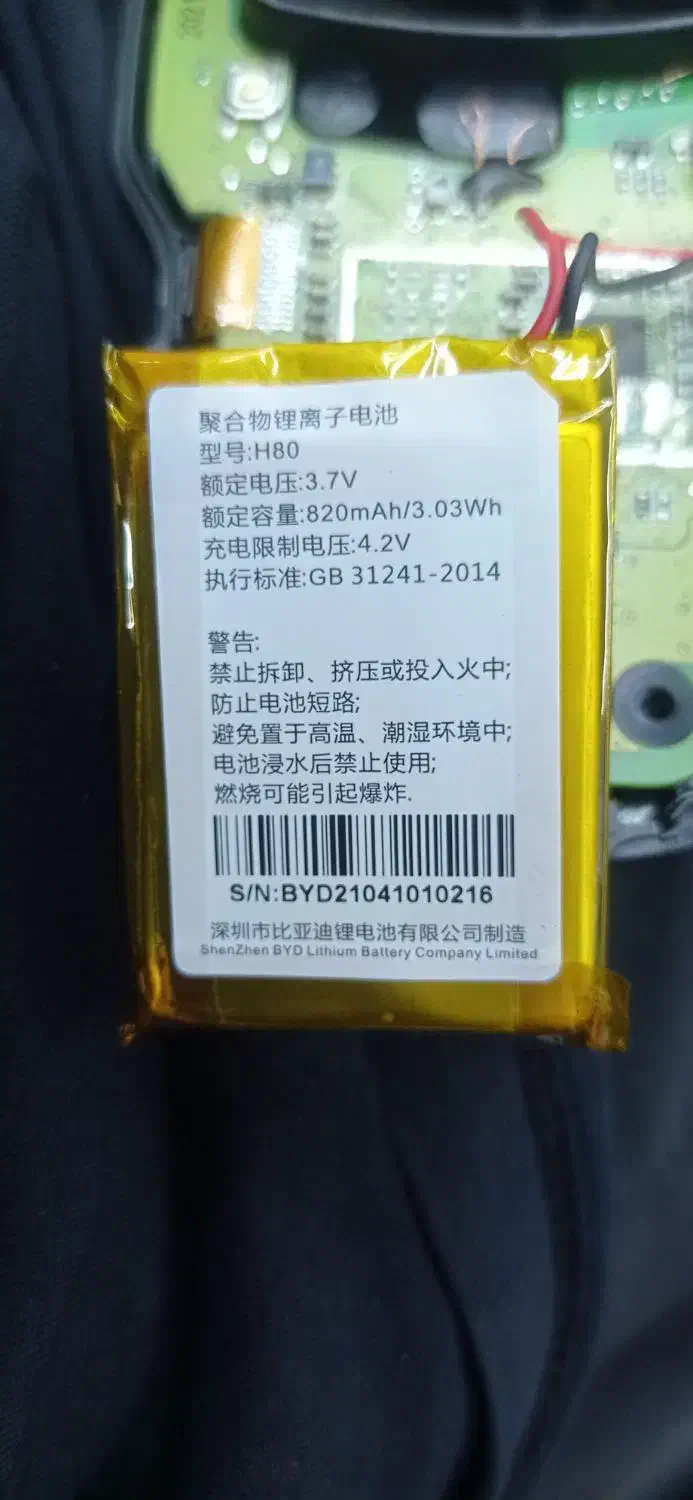 聚合物锂离子电池
型号:H80
额定电压:3.7V
额定容量:820mAh/3.03Wh
充电限制电压:4.2V
执行标准:GB 31241-2014
警告:
禁止拆卸、挤压或投入火中;
防止电池短路;
避免置于高温、潮湿环境中;
电池浸水后禁止使用;
燃烧可能引起爆炸.
S/N:BYD21041010216
深圳市比亚迪锂电池有限公司制造
ShenZhen BYD Lithium Battery Company Limited